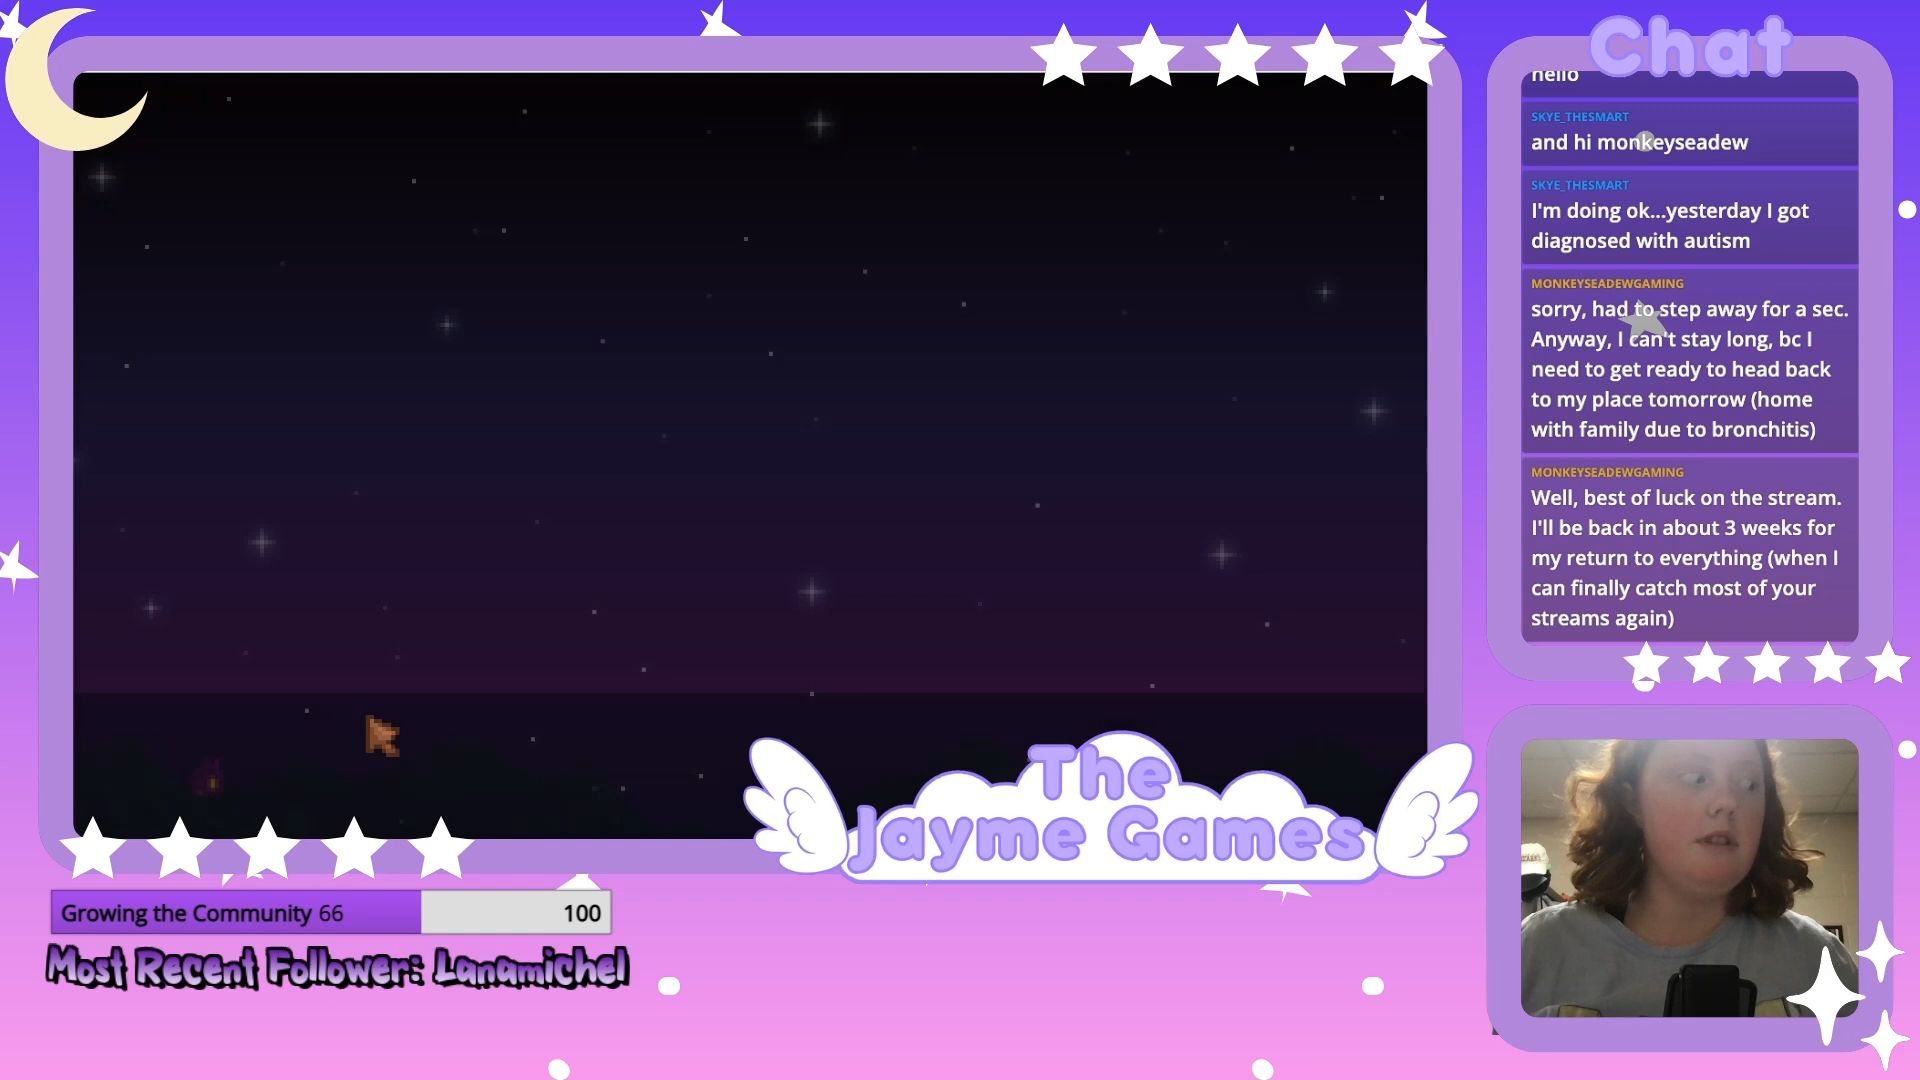 Chat
hello
SKYE_THESMART
and hi monkeyseadew
SKYE_THESMART
I'm doing ok...yesterday I got
diagnosed with autism
MONKEYSEADEWGAMING
sorry, had to step away for a sec.
Anyway, I can't stay long, bc I
need to get ready to head back
to my place tomorrow (home
with family due to bronchitis)
MONKEYSEADEWGAMING
Well, best of luck on the stream.
I'll be back in about 3 weeks for
my return to everything (when I
can finally catch most of your
streams again)
The
Jayme Games
Growing the Community 66 100
Most Recent Follower: Lanamichel